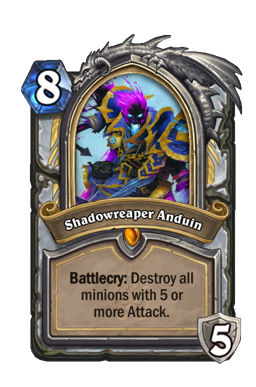 8
Shadowreaper Anduin
Battlecry: Destroy all
minions with 5 or
more Attack.
5